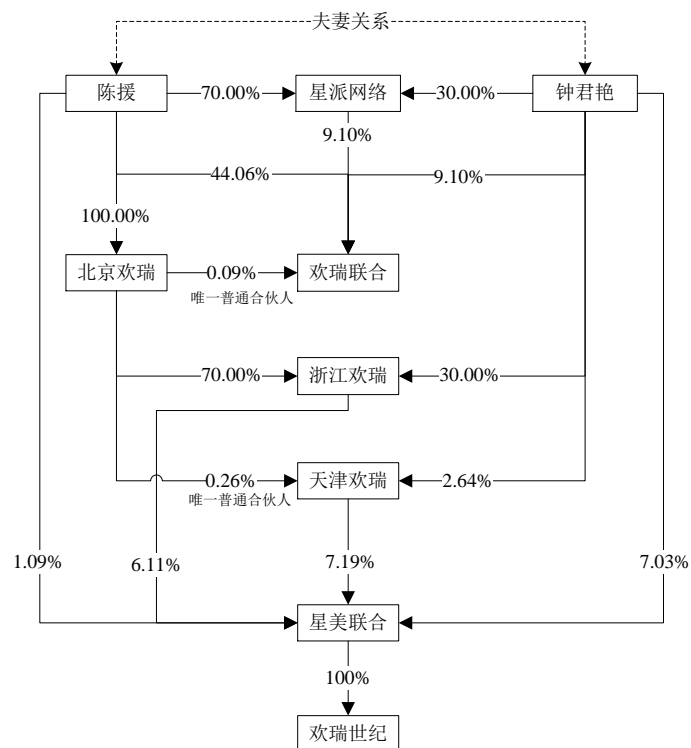 夫妻关系
陈援
70.00%
星派网络
30.00%
钟君艳
9.10%
44.06%
9.10%
100.00%
北京欢瑞
0.09%
欢瑞联合
唯一普通合伙人
70.00%
浙江欢瑞
30.00%
0.26%
天津欢瑞
2.64%
唯一普通合伙人
1.09%
6.11%
7.19%
7.03%
星美联合
100%
欢瑞世纪